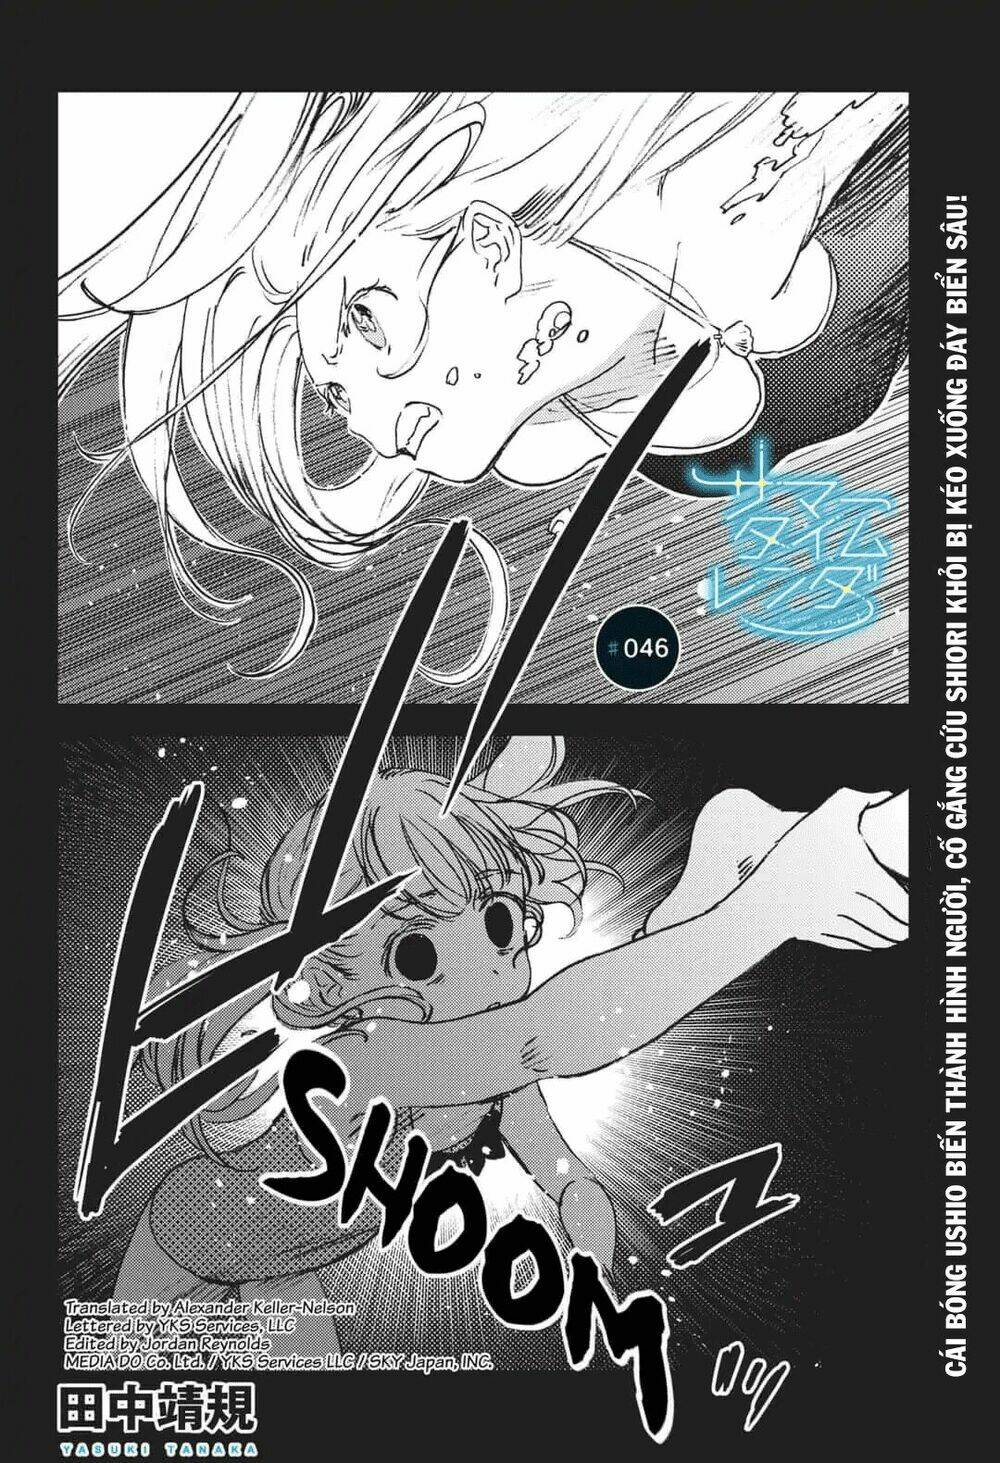 サマー
タイム
レンダ
#046
CÁI BÓNG USHIO BIẾN THÀNH HÌNH NGƯỜI, CỐ GẮNG CỨU SHIORI KHỎI BỊ KÉO XUỐNG ĐÁY BIỂN SÂU!
SHOOM
Translated by Alexander Keller-Nelson
Lettered by YKS Services, LLC
Edited by Jordan Reynolds
MEDIA DO Co. Ltd. / YKS Services LLC / SKY Japan, INC.
田中靖規
YASUKI TANAKA